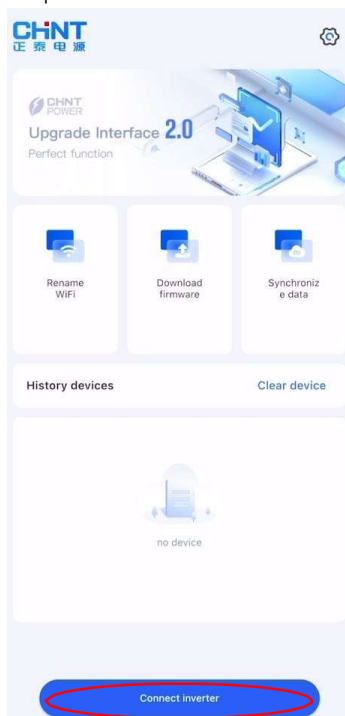 CHNT
正泰电源
CHNT
POWER
Upgrade Interface 2.0
Perfect function
Rename
WiFi
Download
firmware
Synchroniz
e data
History devices
Clear device
no device
Connect inverter